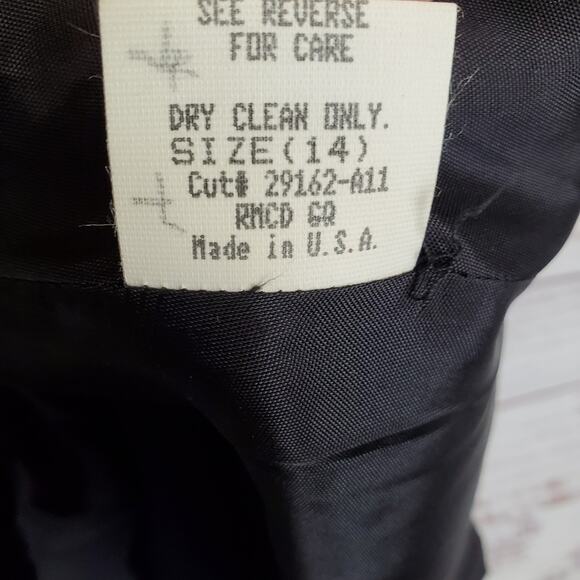 SEE REVERSE
FOR CARE
DRY CLEAN ONLY.
SIZE(14)
Cut# 29162-A11
RMCD GR
Made in U.S.A.